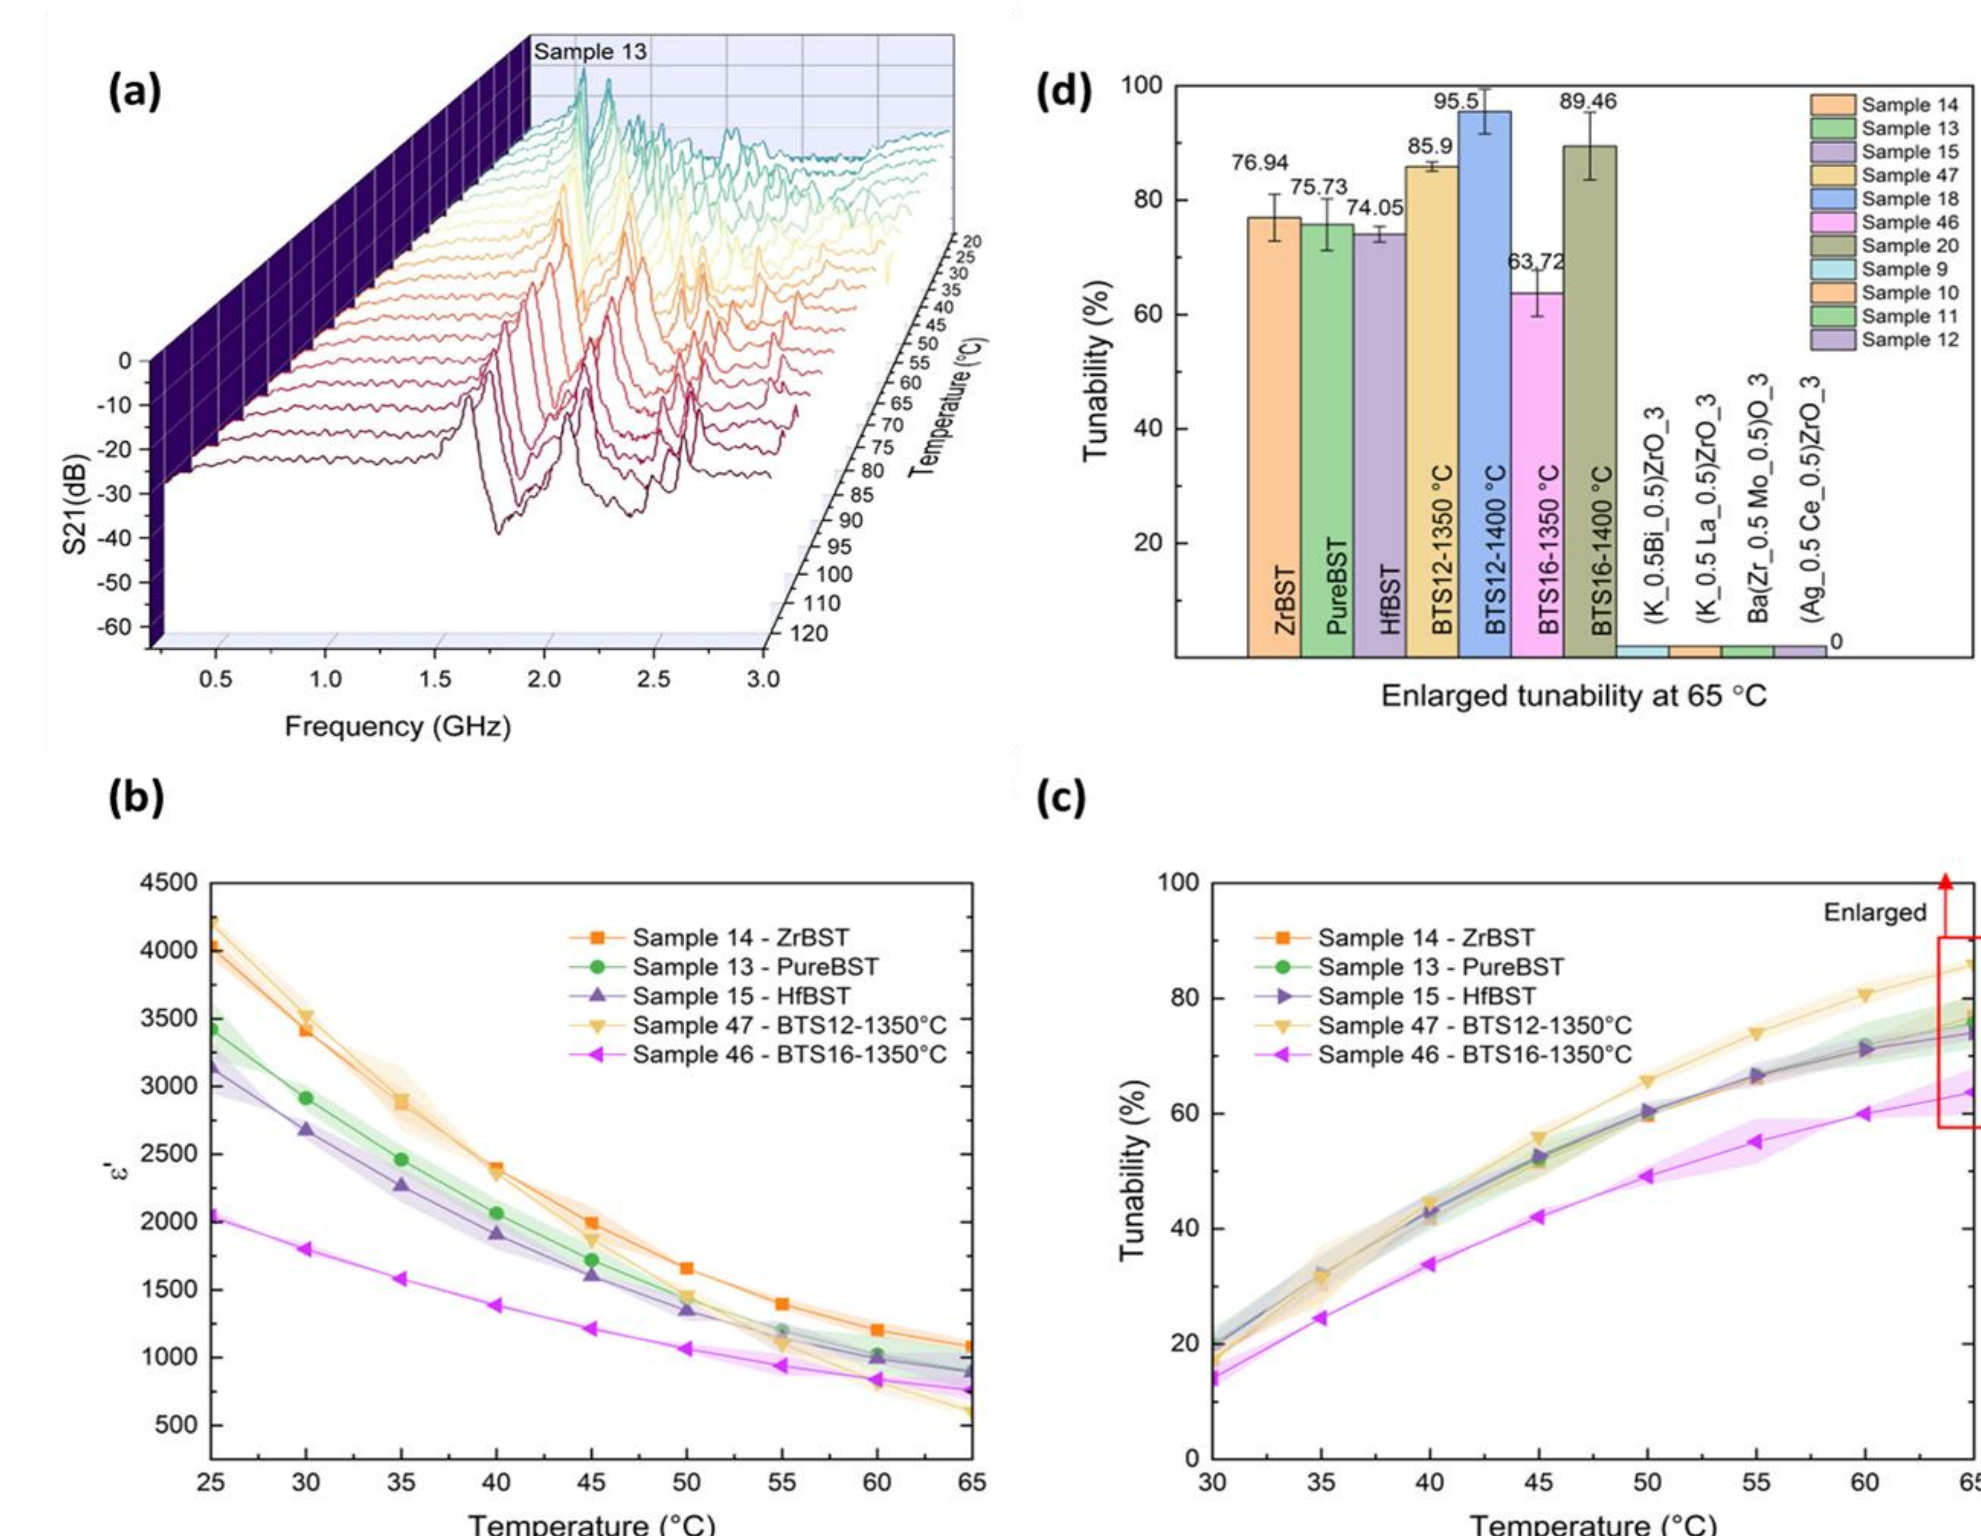 (a)
Sample 13
0
-10
-20
-30
-40
-50
-60
S21(dB)
0.5 1.0 1.5 2.0 2.5 3.0
Frequency (GHz)
20
25
30
35
40
45
50
55
60
65
70
75
80
85
90
95
100
110
120
Temperature (°C)
(d)
100
80
60
40
20
Tunability (%)
76.94
75.73
74.05
85.9
95.5
63.72
89.46
0
ZrBST
PureBST
HfBST
BTS12-1350 °C
BTS12-1400 °C
BTS16-1350 °C
BTS16-1400 °C
(K_0.5Bi_0.5)ZrO_3
(K_0.5 La_0.5)ZrO_3
Ba(Zr_0.5 Mo_0.5)O_3
(Ag_0.5 Ce_0.5)ZrO_3
Sample 14
Sample 13
Sample 15
Sample 47
Sample 18
Sample 46
Sample 20
Sample 9
Sample 10
Sample 11
Sample 12
Enlarged tunability at 65 °C
(b)
4500
4000
3500
3000
2500
2000
1500
1000
500
ε'
Sample 14 - ZrBST
Sample 13 - PureBST
Sample 15 - HfBST
Sample 47 - BTS12-1350°C
Sample 46 - BTS16-1350°C
25 30 35 40 45 50 55 60 65
Temperature (°C)
(c)
100
80
60
40
20
0
Tunability (%)
Enlarged
Sample 14 - ZrBST
Sample 13 - PureBST
Sample 15 - HfBST
Sample 47 - BTS12-1350°C
Sample 46 - BTS16-1350°C
30 35 40 45 50 55 60 65
Temperature (°C)